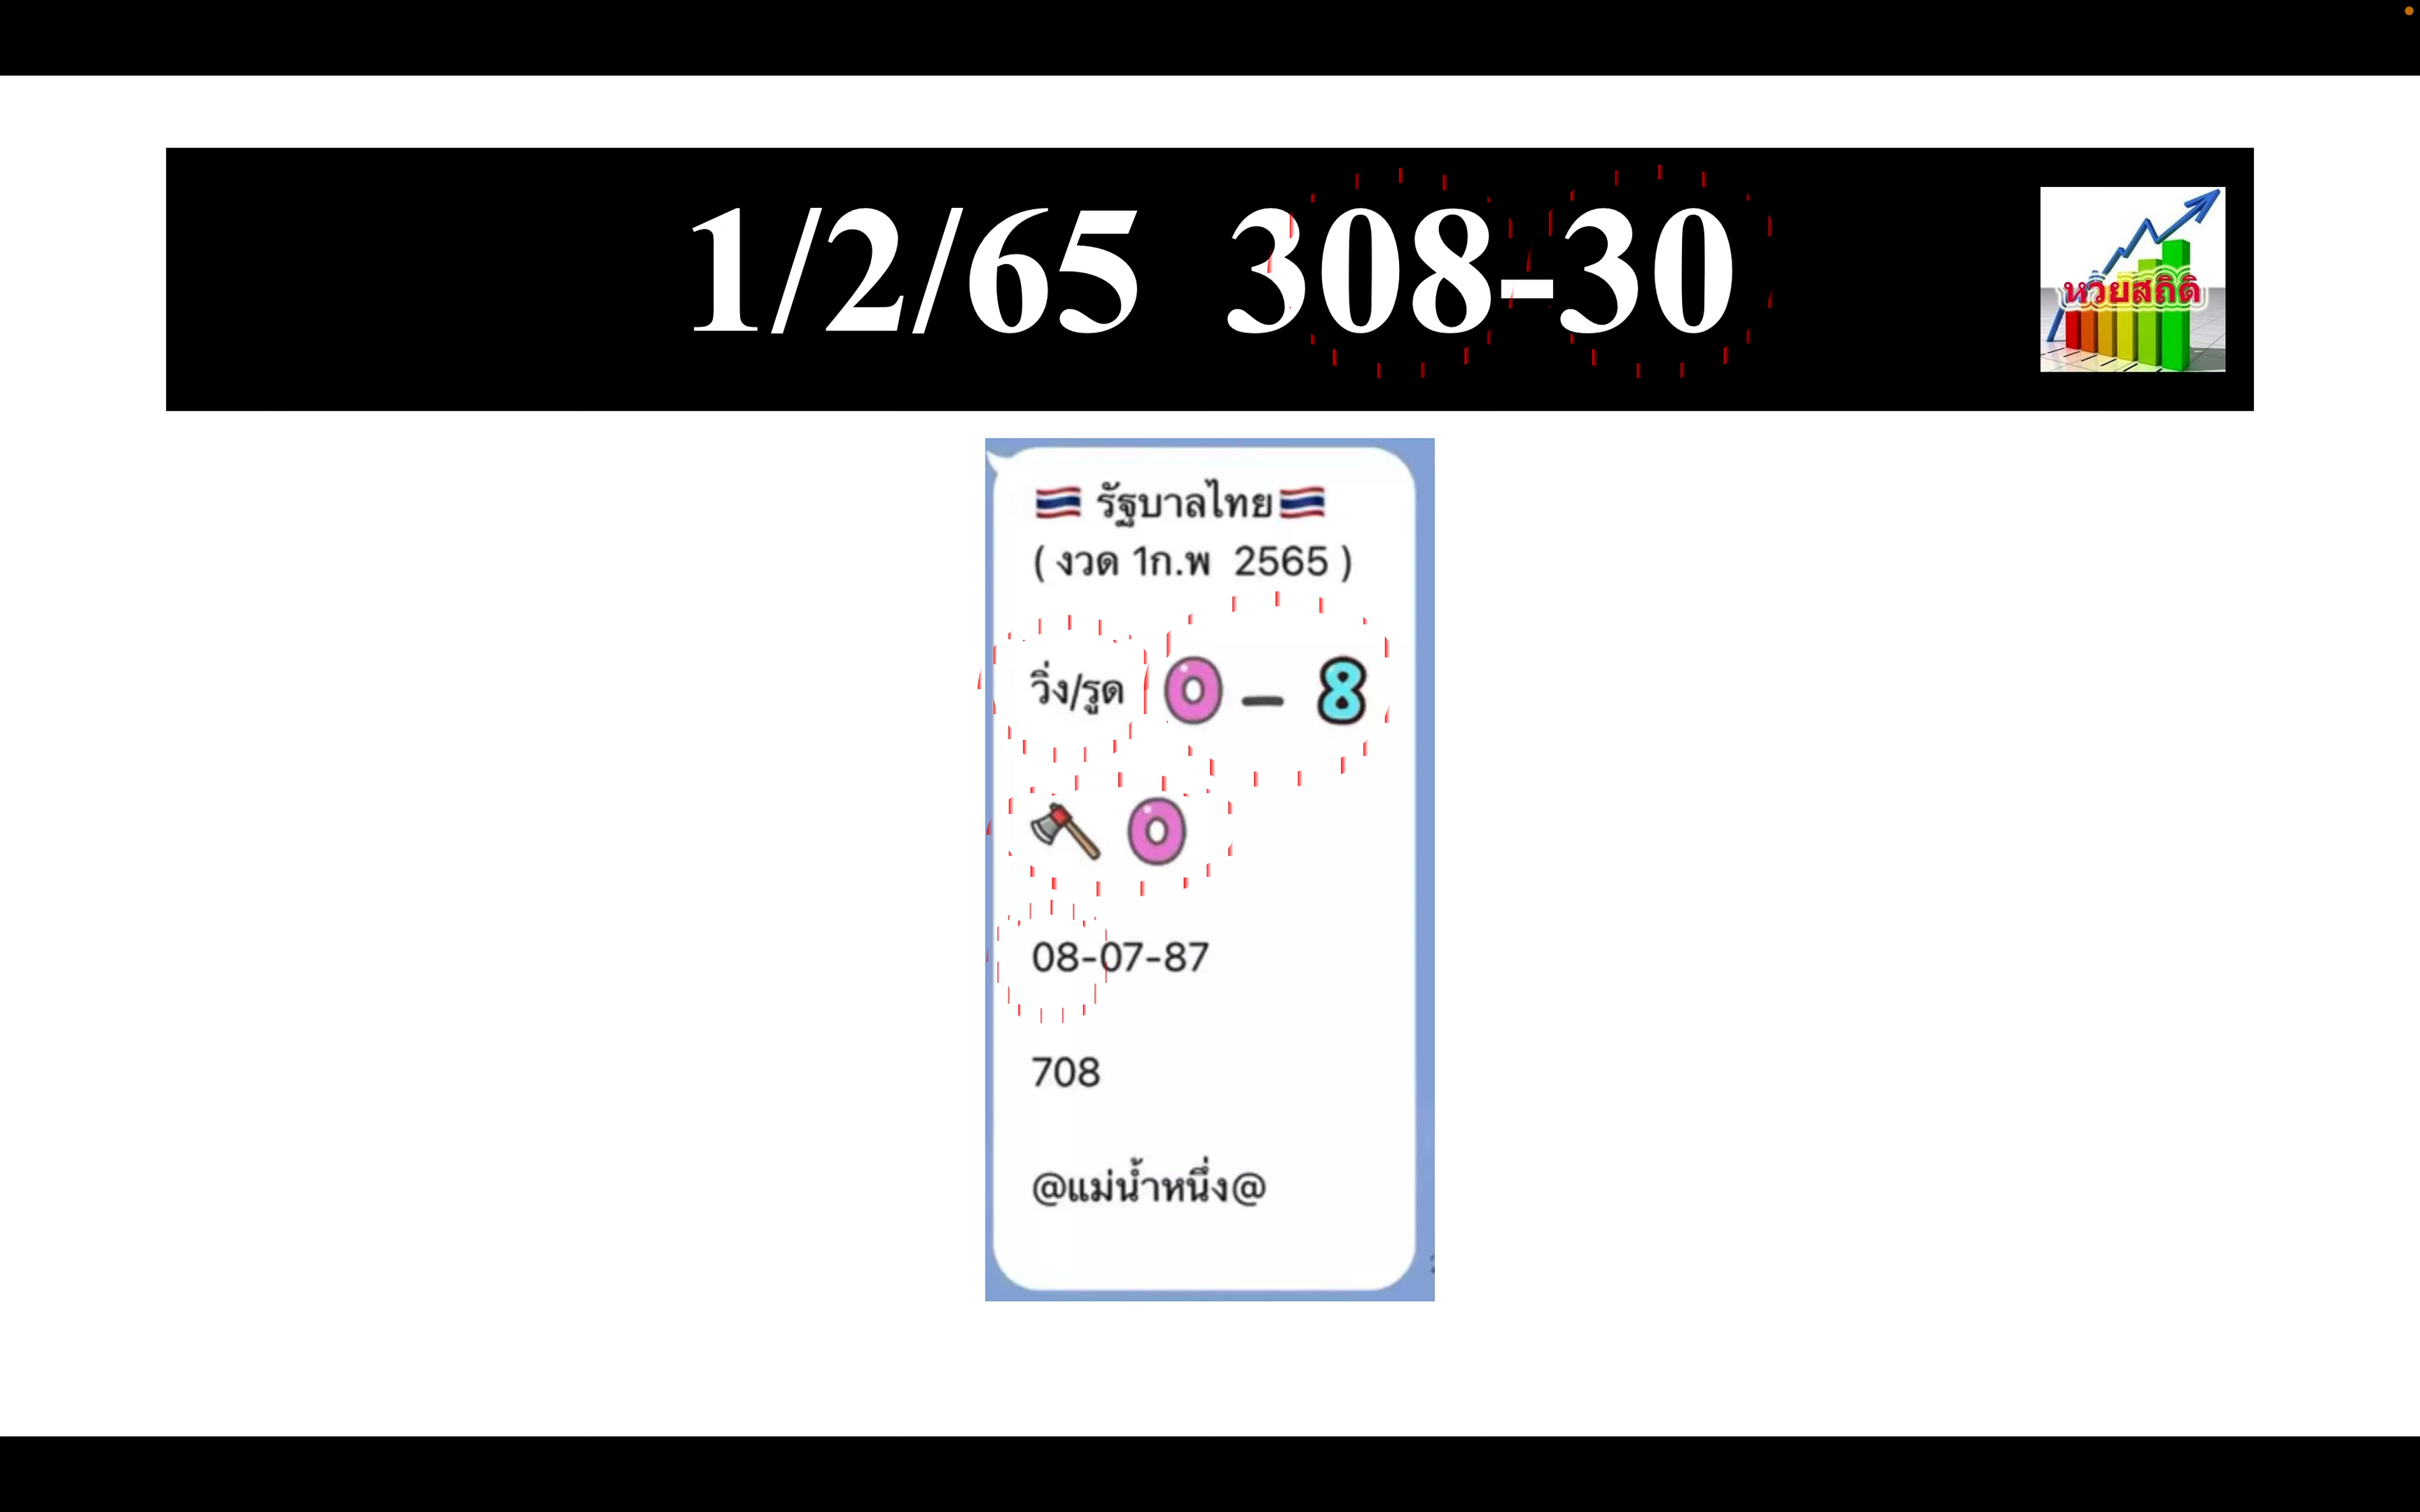 1/2/65 308-30
หวยสถิติ
รัฐบาลไทย
( งวด 1ก.พ 2565 )
วิ่ง/รูด 0 – 8
0
08-07-87
708
@แม่น้ำหนึ่ง@